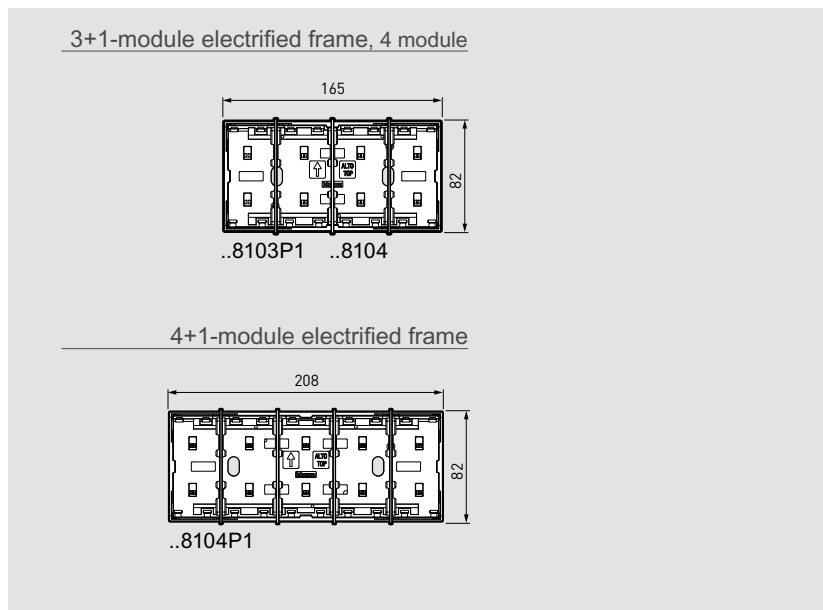 3+1-module electrified frame, 4 module
165
82
ALTO
TOP
..8103P1 ..8104
4+1-module electrified frame
208
82
ALTO
TOP
..8104P1